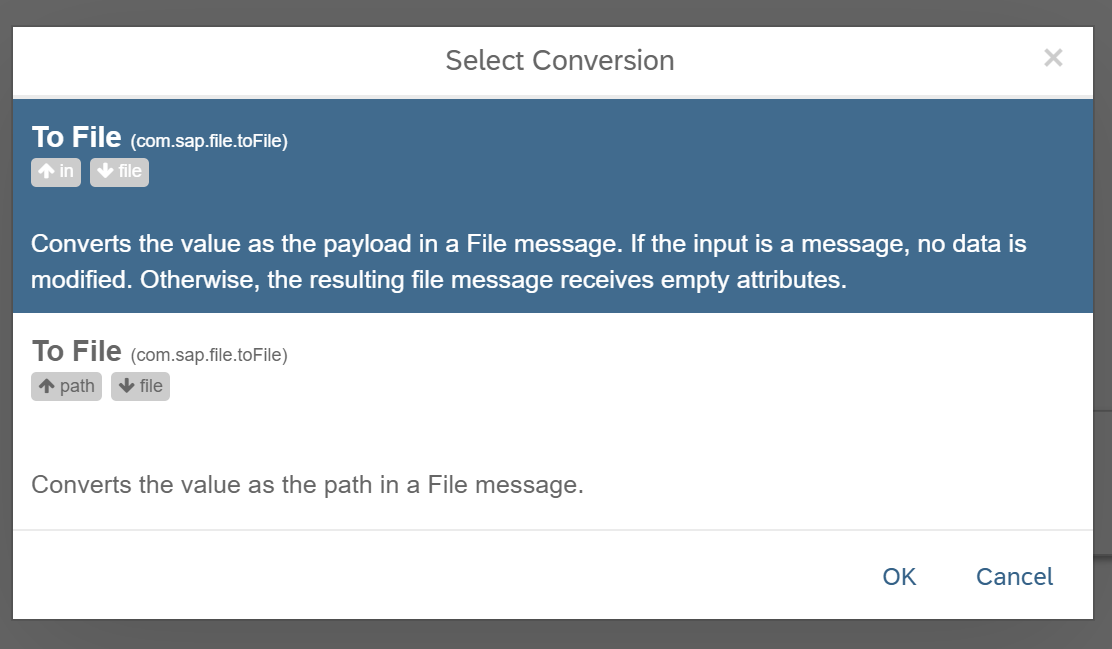 Select Conversion ×
To File (com.sap.file.toFile)
in file
Converts the value as the payload in a File message. If the input is a message, no data is
modified. Otherwise, the resulting file message receives empty attributes.
To File (com.sap.file.toFile)
path file
Converts the value as the path in a File message.
OK Cancel